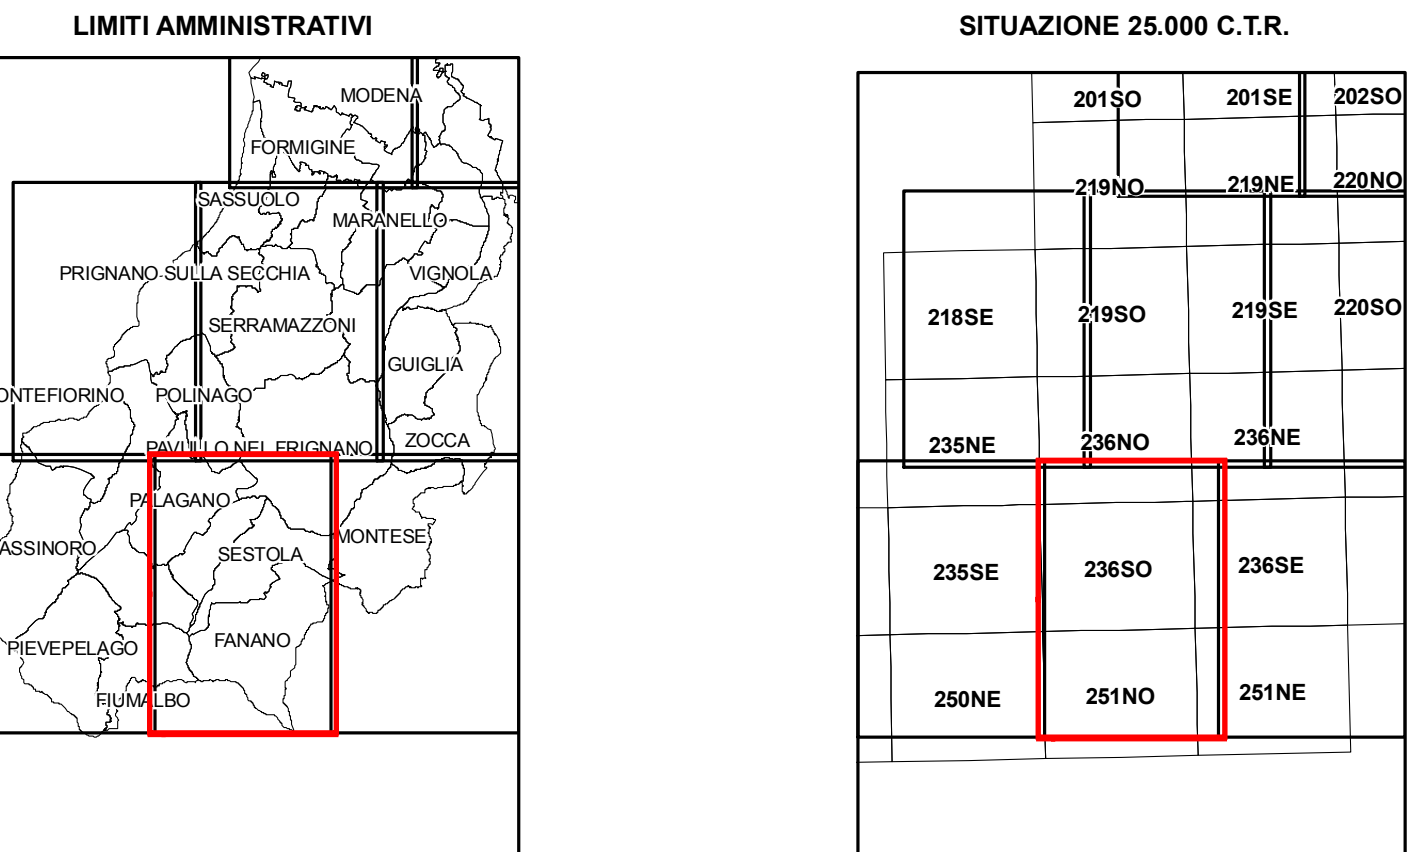 LIMITI AMMINISTRATIVI
MODENA
FORMIGINE
SASSUOLO
MARANELLO
PRIGNANO SULLA SECCHIA
VIGNOLA
SERRAMAZZONI
GUIGLIA
ONTEFIORINO
POLINAGO
ZOCCA
PAVULLO NEL FRIGNANO
PALAGANO
MONTESE
ASSINORO
SESTOLA
FANANO
PIEVEPELAGO
FIUMALBO
SITUAZIONE 25.000 C.T.R.
201SO 201SE 202SO
219NO 219NE 220NO
218SE 219SO 219SE 220SO
235NE 236NO 236NE
235SE 236SO 236SE
250NE 251NO 251NE